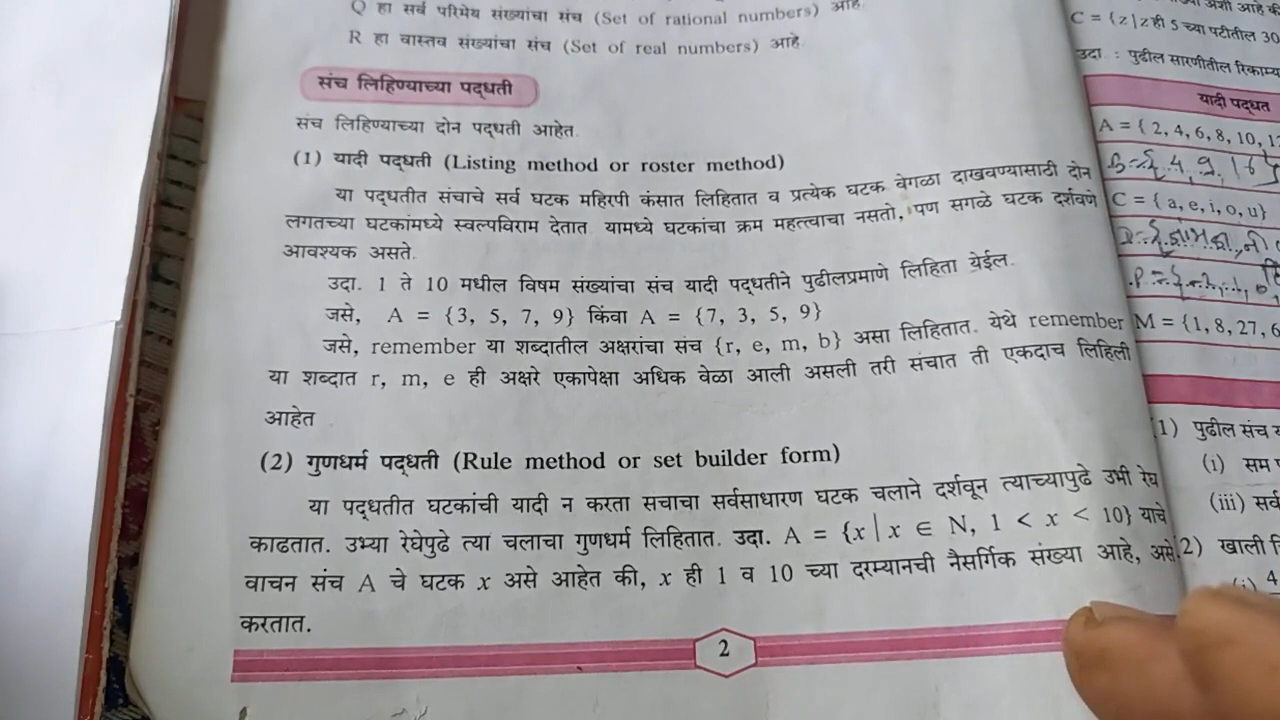 Q हा सर्व परिमेय संख्यांचा संच (Set of rational numbers) आहे
R हा वास्तव संख्यांचा संच (Set of real numbers) आहे.
संच लिहिण्याच्या पद्धती
संच लिहिण्याच्या दोन पद्धती आहेत.
(1) यादी पद्धती (Listing method or roster method)
या पद्धतीत संचाचे सर्व घटक महिरपी कंसात लिहितात व प्रत्येक घटक वेगळा दाखवण्यासाठी दोन
लगतच्या घटकांमध्ये स्वल्पविराम देतात. यामध्ये घटकांचा क्रम महत्त्वाचा नसतो, पण सगळे घटक दर्शवणे
आवश्यक असते.
उदा. 1 ते 10 मधील विषम संख्यांचा संच यादी पद्धतीने पुढीलप्रमाणे लिहिता येईल.
जसे, A = {3, 5, 7, 9} किंवा A = {7, 3, 5, 9}
जसे, remember या शब्दातील अक्षरांचा संच {r, e, m, b} असा लिहितात. येथे remember
या शब्दात r, m, e ही अक्षरे एकापेक्षा अधिक वेळा आली असली तरी संचात ती एकदाच लिहिली
आहेत
(2) गुणधर्म पद्धती (Rule method or set builder form)
या पद्धतीत घटकांची यादी न करता संचाचा सर्वसाधारण घटक चलाने दर्शवून त्याच्यापुढे उभी रेघ
काढतात. उभ्या रेघेपुढे त्या चलाचा गुणधर्म लिहितात. उदा. A = {x | x ∈ N, 1 < x < 10} याचे
वाचन संच A चे घटक x असे आहेत की, x ही 1 व 10 च्या दरम्यानची नैसर्गिक संख्या आहे, असे
करतात.
2
अशी आहे की
C = {z | z ही 5 च्या पटीतील 30
उदा. : पुढील सारणीतील रिकाम्या
यादी पद्धत
A = { 2, 4, 6, 8, 10, 1
C = { a, e, i, o, u}
M = {1, 8, 27, 6
1) पुढील संच
(i) सम
(iii) सर्व
2) खाली
(i) 4